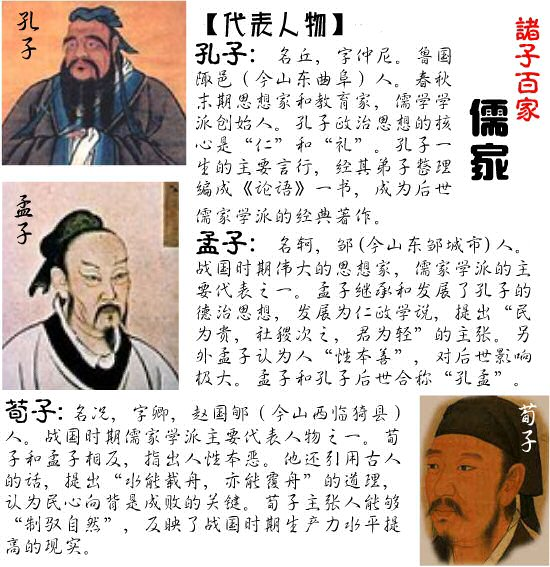 諸子百家
儒家
【代表人物】
孔子
孔子：名丘，字仲尼。鲁国
陬邑（今山东曲阜）人。春秋
末期思想家和教育家，儒学学
派创始人。孔子政治思想的核
心是“仁”和“礼”。孔子一
生的主要言行，经其弟子整理
编成《论语》一书，成为后世
儒家学派的经典著作。
孟子
孟子：名轲，邹(今山东邹城市)人。
战国时期伟大的思想家，儒家学派的主
要代表之一。孟子继承和发展了孔子的
德治思想，发展为仁政学说，提出“民
为贵，社稷次之，君为轻”的主张。另
外孟子认为人“性本善”，对后世影响
极大。孟子和孔子后世合称“孔孟”。
荀子：名况，字卿，赵国郇（今山西临猗县）
人。战国时期儒家学派主要代表人物之一。荀
子和孟子相反，指出人性本恶。他还引用古人
的话，提出“水能载舟，亦能覆舟”的道理，
认为民心向背是成败的关键。荀子主张人能够
“制驭自然”，反映了战国时期生产力水平提
高的现实。
荀子